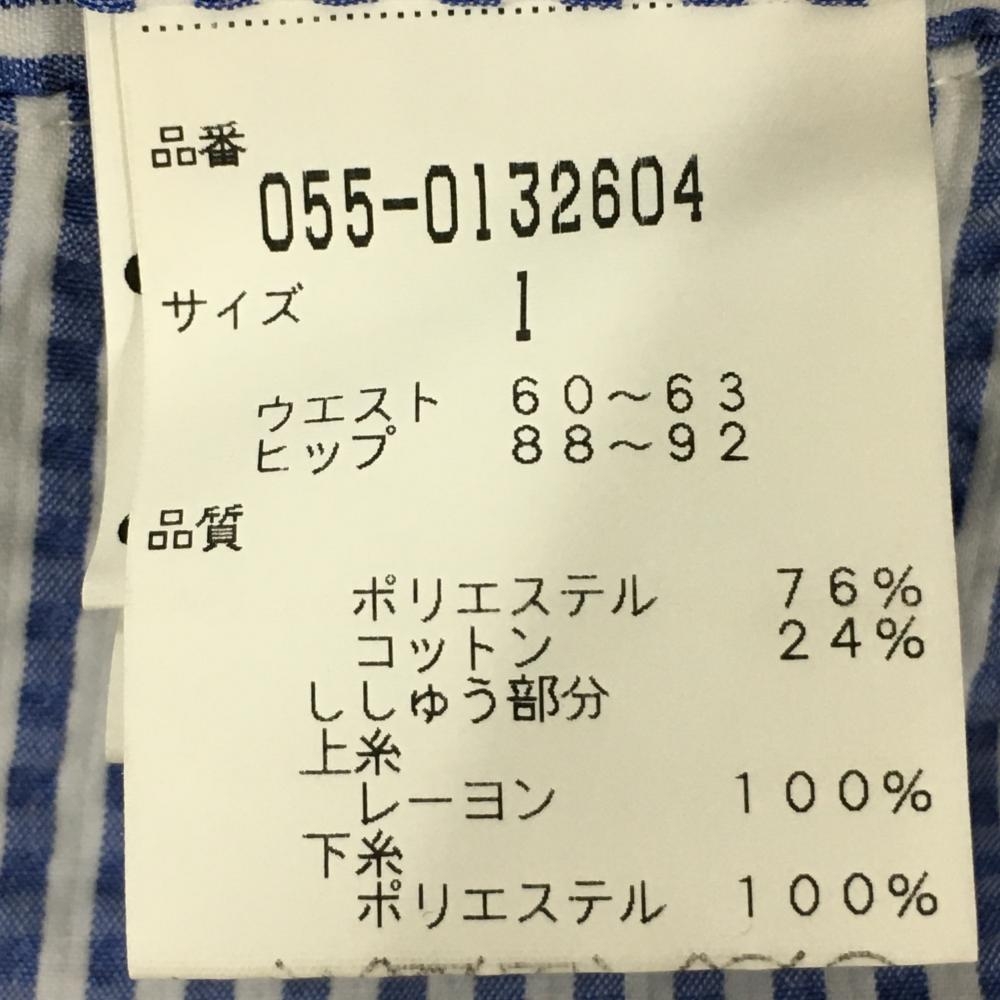 品番
055-0132604
サイズ 1
ウエスト 60～63
ヒップ 88～92
品質
ポリエステル 76%
コットン 24%
ししゅう部分
上糸
レーヨン 100%
下糸
ポリエステル 100%